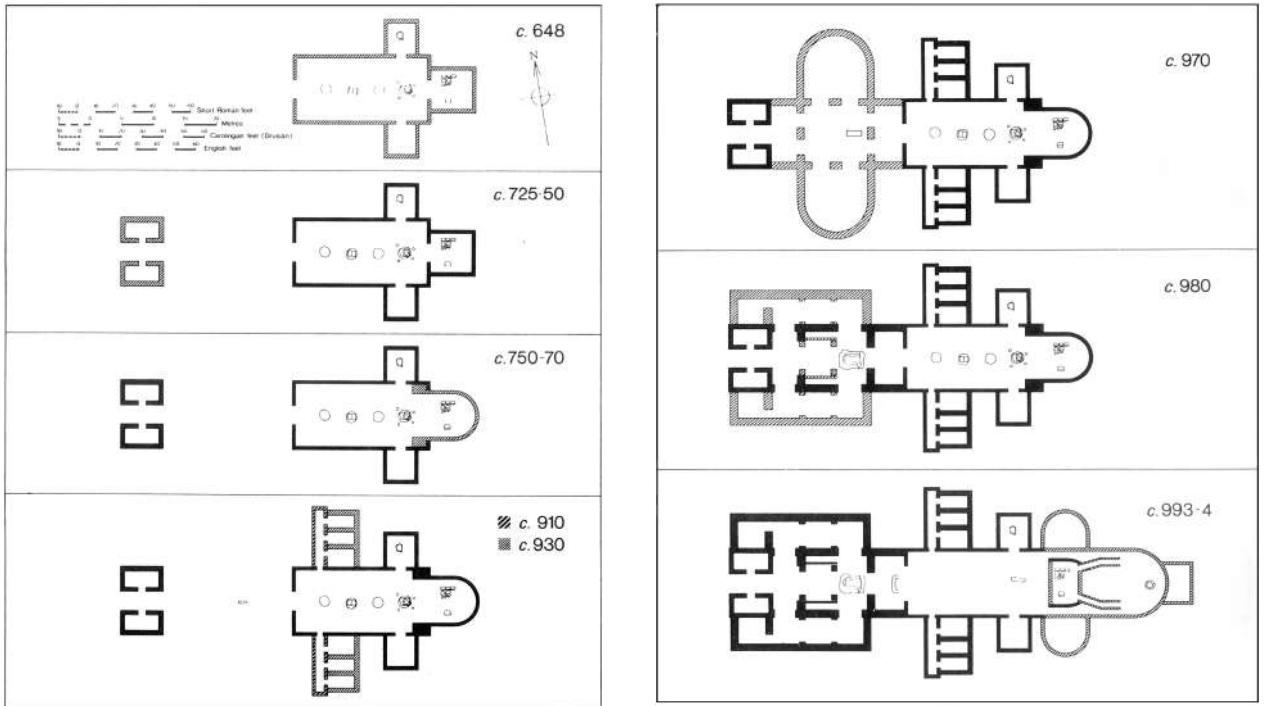 c. 648
N
Short Roman feet
Metres
Carolingian feet (Drusian)
English feet
c. 725-50
c. 750-70
c. 910
c. 930
c. 970
c. 980
c. 993-4